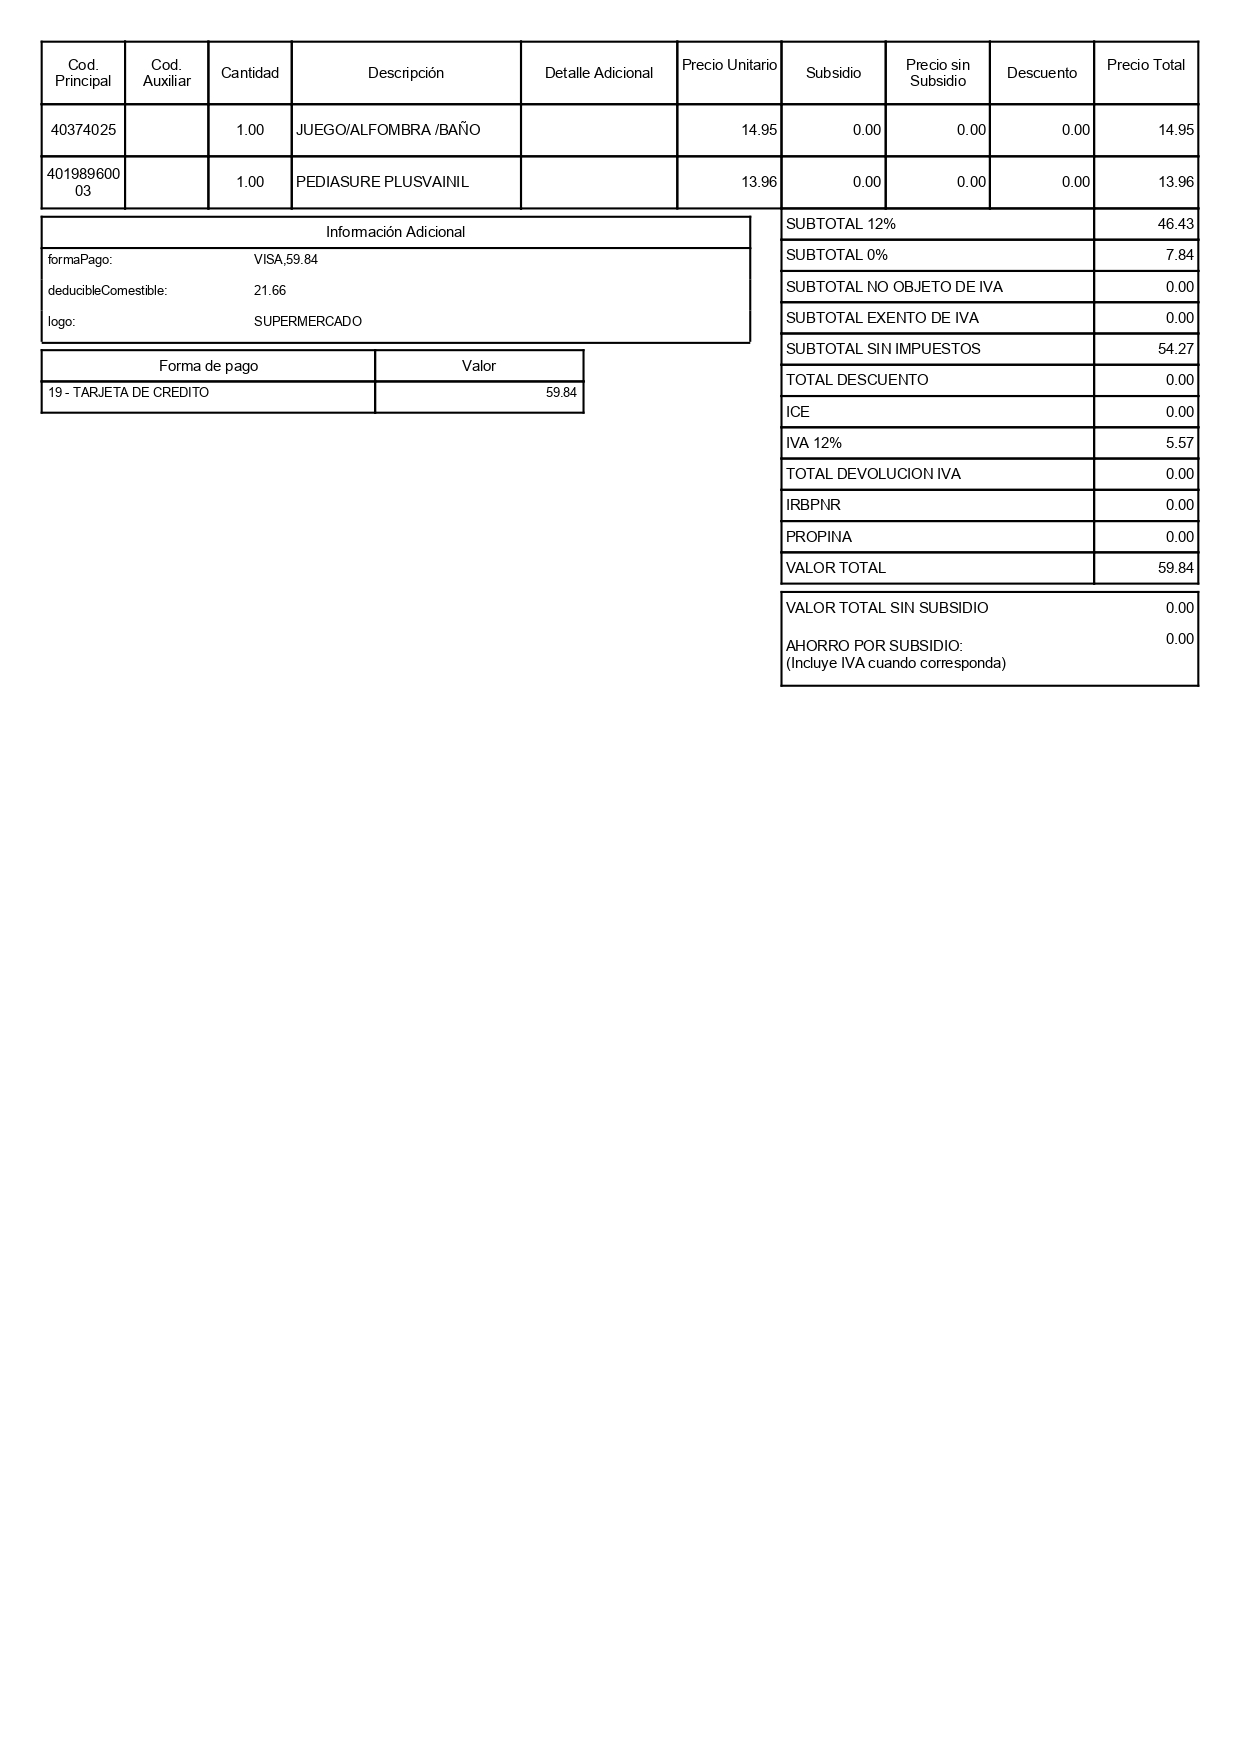 Cod. Principal Cod. Auxiliar Cantidad Descripción Detalle Adicional Precio Unitario Subsidio Precio sin Subsidio Descuento Precio Total
40374025 1.00 JUEGO/ALFOMBRA /BAÑO 14.95 0.00 0.00 0.00 14.95
40198960003 1.00 PEDIASURE PLUSVAINIL 13.96 0.00 0.00 0.00 13.96
Información Adicional
formaPago: VISA,59.84
deducibleComestible: 21.66
logo: SUPERMERCADO
Forma de pago Valor
19 - TARJETA DE CREDITO 59.84
SUBTOTAL 12% 46.43
SUBTOTAL 0% 7.84
SUBTOTAL NO OBJETO DE IVA 0.00
SUBTOTAL EXENTO DE IVA 0.00
SUBTOTAL SIN IMPUESTOS 54.27
TOTAL DESCUENTO 0.00
ICE 0.00
IVA 12% 5.57
TOTAL DEVOLUCION IVA 0.00
IRBPNR 0.00
PROPINA 0.00
VALOR TOTAL 59.84
VALOR TOTAL SIN SUBSIDIO 0.00
AHORRO POR SUBSIDIO: 0.00
(Incluye IVA cuando corresponda)